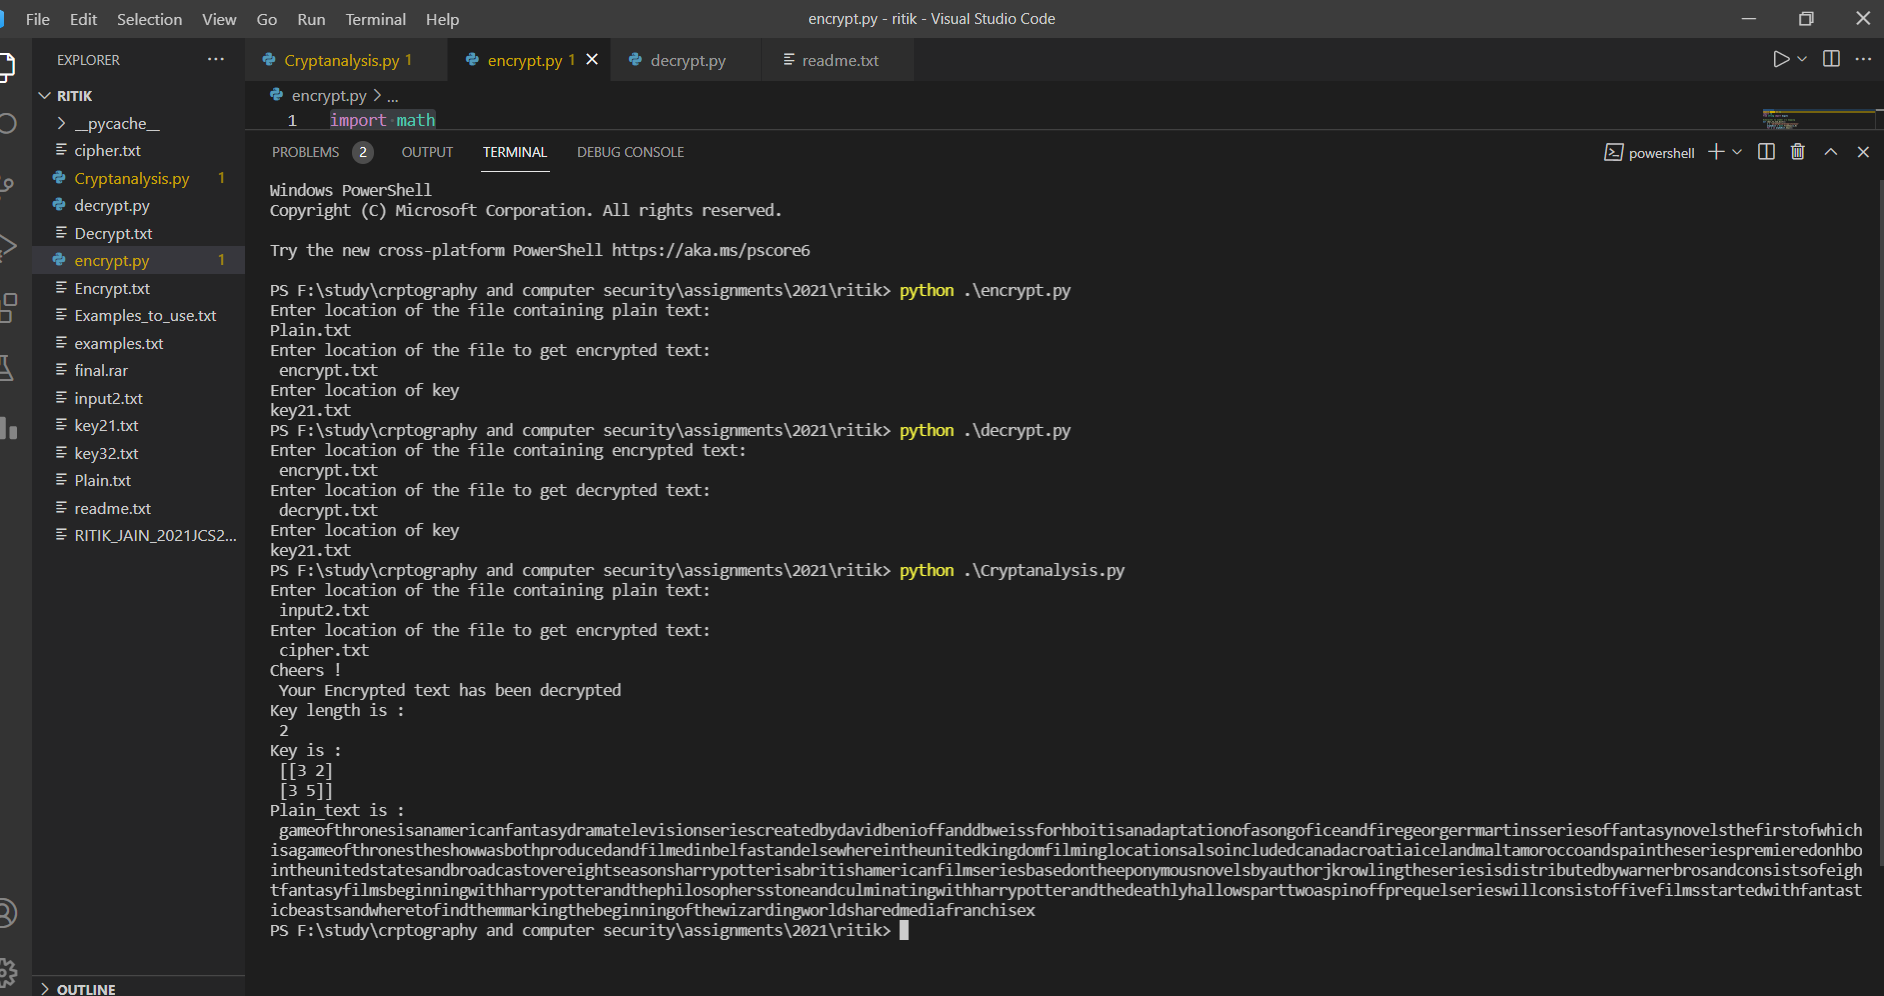 File Edit Selection View Go Run Terminal Help
encrypt.py - ritik - Visual Studio Code
EXPLORER
RITIK
__pycache__
cipher.txt
Cryptanalysis.py 1
decrypt.py
Decrypt.txt
encrypt.py 1
Encrypt.txt
Examples_to_use.txt
examples.txt
final.rar
input2.txt
key21.txt
key32.txt
Plain.txt
readme.txt
RITIK_JAIN_2021JCS2...
OUTLINE
Cryptanalysis.py 1
encrypt.py 1
decrypt.py
readme.txt
encrypt.py > ...
1 import math
PROBLEMS 2 OUTPUT TERMINAL DEBUG CONSOLE
powershell
Windows PowerShell
Copyright (C) Microsoft Corporation. All rights reserved.
Try the new cross-platform PowerShell https://aka.ms/pscore6
PS F:\study\crptography and computer security\assignments\2021\ritik> python .\encrypt.py
Enter location of the file containing plain text:
Plain.txt
Enter location of the file to get encrypted text:
encrypt.txt
Enter location of key
key21.txt
PS F:\study\crptography and computer security\assignments\2021\ritik> python .\decrypt.py
Enter location of the file containing encrypted text:
encrypt.txt
Enter location of the file to get decrypted text:
decrypt.txt
Enter location of key
key21.txt
PS F:\study\crptography and computer security\assignments\2021\ritik> python .\Cryptanalysis.py
Enter location of the file containing plain text:
input2.txt
Enter location of the file to get encrypted text:
cipher.txt
Cheers !
Your Encrypted text has been decrypted
Key length is :
2
Key is :
[[3 2]
[3 5]]
Plain_text is :
gameofthronesisanamericanfantasydramatelevisionseriescreatedbydavidbenioffanddbweissforhboitisanadaptationofasongoficeandfiregeorgerrmartinsseriesoffantasynovelsthefirstofwhich
isagameofthronestheshowwasbothproducedandfilmedinbelfastandelsewhereintheunitedkingdomfilminglocationsalsoincludedcanadacroatiaicelandmaltamoroccoandspaintheseriespremieredonhbo
intheunitedstatesandbroadcastovereightseasonsharrypotterisabritishamericanfilmseriesbasedontheeponymousnovelsbyauthorjkrowlingtheseriesisdistributedbywarnerbrosandconsistsofeigh
tfantasyfilmsbeginningwithharrypotterandthephilosophersstoneandculminatingwithharrypotterandthedeathlyhallowsparttwoaspinoffprequelserieswillconsistoffivefilmsstartedwithfantast
icbeastsandwheretofindthemmarkingthebeginningofthewizardingworldsharedmediafranchisex
PS F:\study\crptography and computer security\assignments\2021\ritik>